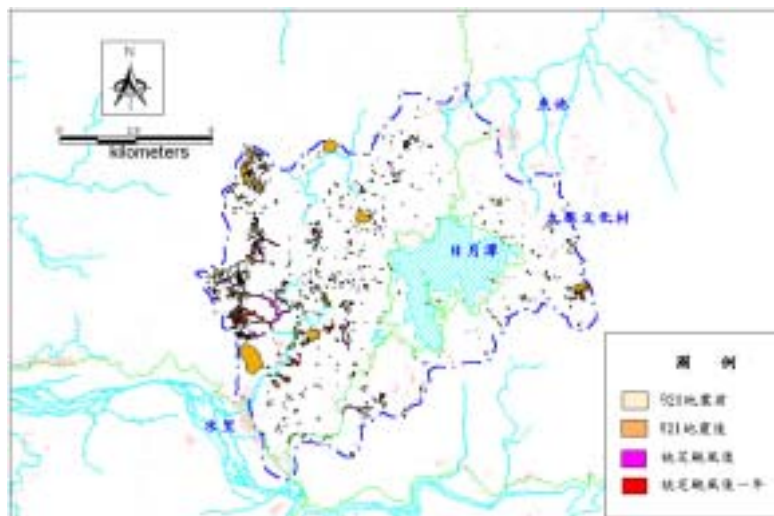 N
kilometers
魚池
九族文化村
日月潭
水里
圖 例
921地震前
921地震後
桃芝颱風後
桃芝颱風後一年